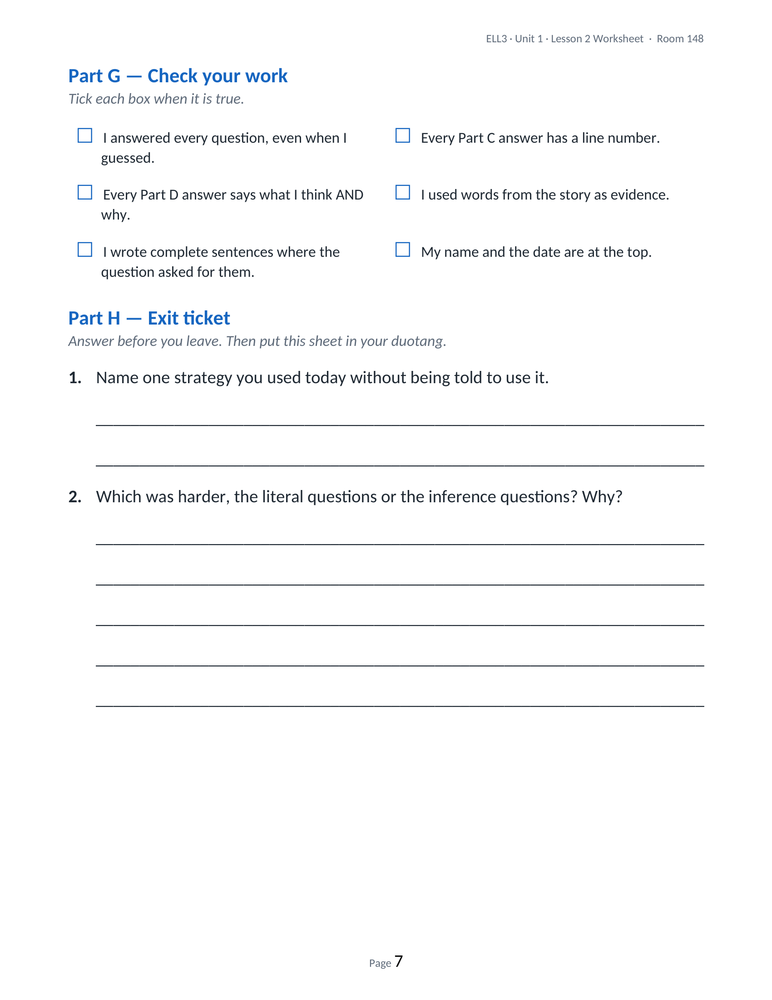 ELL3 · Unit 1 · Lesson 2 Worksheet · Room 148
Part G — Check your work
Tick each box when it is true.
☐ I answered every question, even when I
guessed.
☐ Every Part C answer has a line number.
☐ Every Part D answer says what I think AND
why.
☐ I used words from the story as evidence.
☐ I wrote complete sentences where the
question asked for them.
☐ My name and the date are at the top.
Part H — Exit ticket
Answer before you leave. Then put this sheet in your duotang.
1. Name one strategy you used today without being told to use it.
2. Which was harder, the literal questions or the inference questions? Why?
Page 7